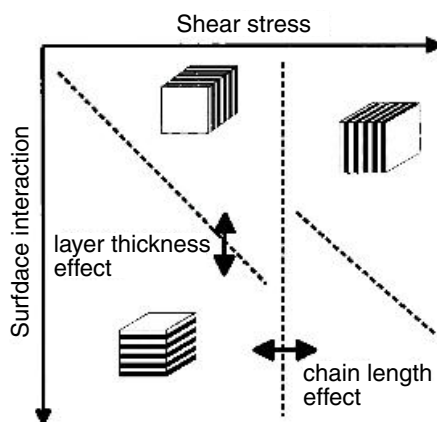 Shear stress
Surfdace interaction
layer thickness
effect
chain length
effect